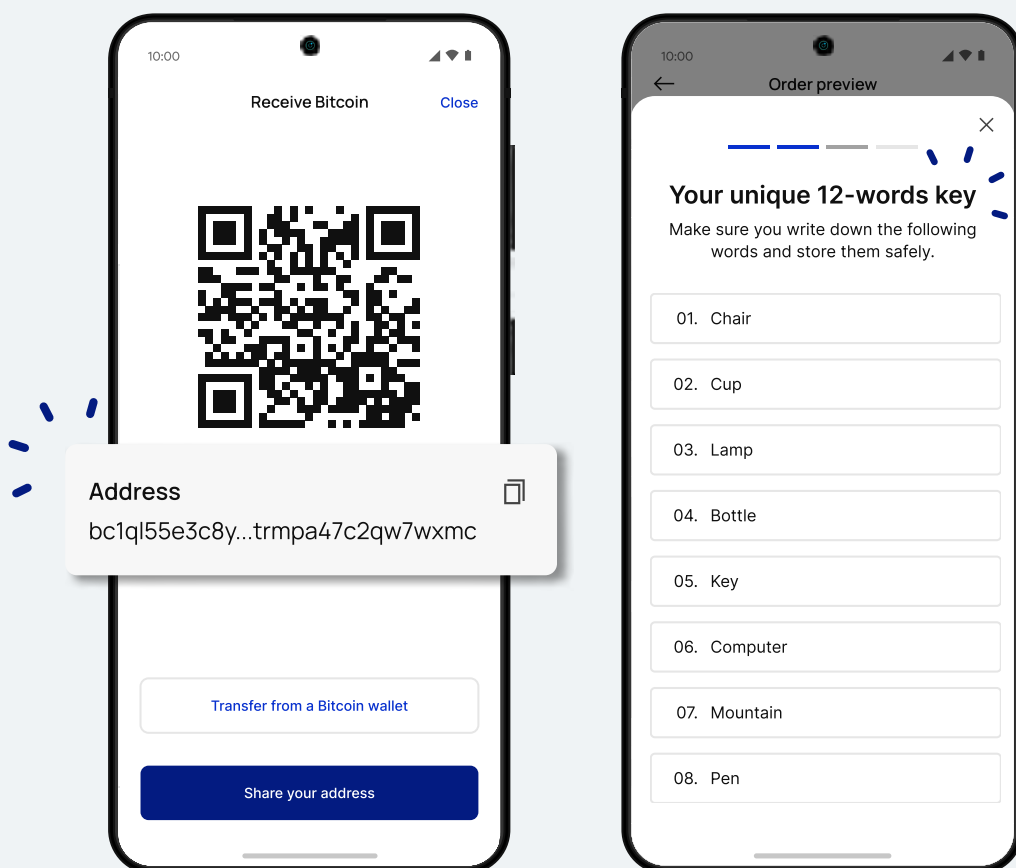 10:00
Receive Bitcoin
Close
Address
bc1ql55e3c8y...trmpa47c2qw7wxmc
Transfer from a Bitcoin wallet
Share your address
10:00
Order preview
Your unique 12-words key
Make sure you write down the following
words and store them safely.
01. Chair
02. Cup
03. Lamp
04. Bottle
05. Key
06. Computer
07. Mountain
08. Pen